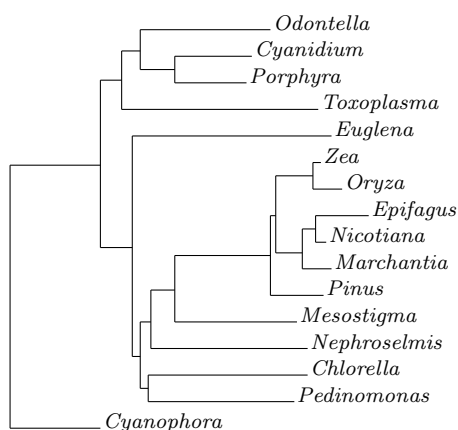 Odontella
Cyanidium
Porphyra
Toxoplasma
Euglena
Zea
Oryza
Epifagus
Nicotiana
Marchantia
Pinus
Mesostigma
Nephroselmis
Chlorella
Pedinomonas
Cyanophora